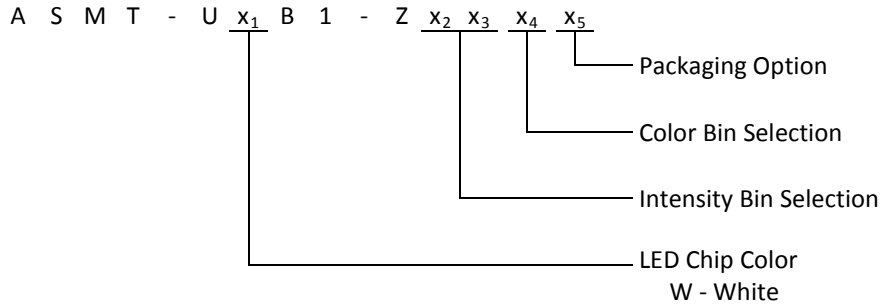 A S M T - U x₁ B 1 - Z x₂ x₃ x₄ x₅
Packaging Option
Color Bin Selection
Intensity Bin Selection
LED Chip Color
W - White